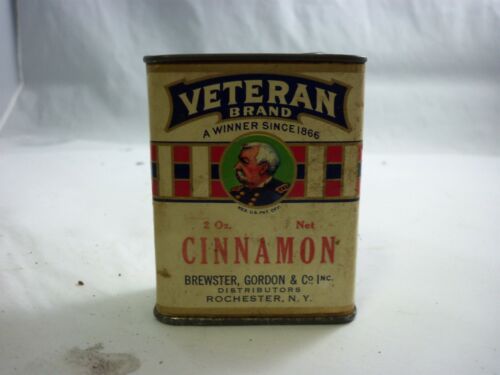 VETERAN
BRAND
A WINNER SINCE 1866
REG. U.S. PAT. OFF.
2 Oz. Net
CINNAMON
BREWSTER, GORDON & Co. INC.
DISTRIBUTORS
ROCHESTER, N.Y.